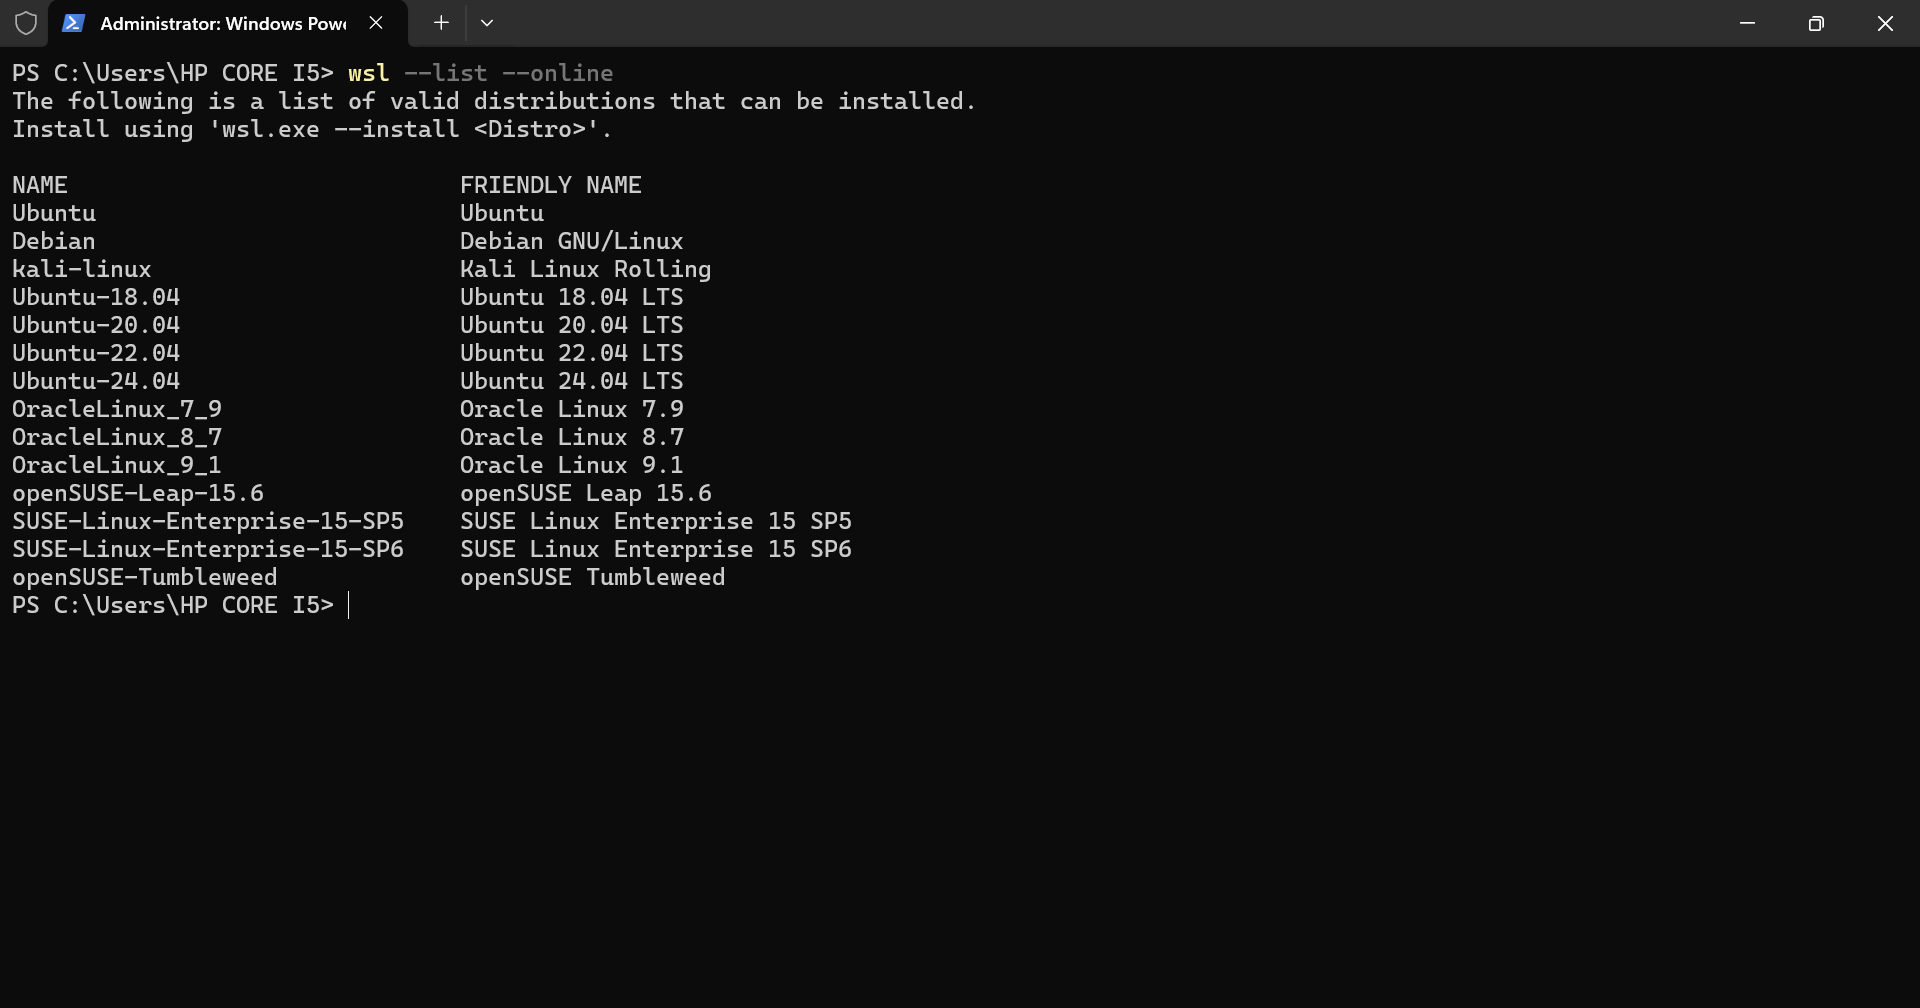 Administrator: Windows Powe
PS C:\Users\HP CORE I5> wsl --list --online
The following is a list of valid distributions that can be installed.
Install using 'wsl.exe --install <Distro>'.
NAME FRIENDLY NAME
Ubuntu Ubuntu
Debian Debian GNU/Linux
kali-linux Kali Linux Rolling
Ubuntu-18.04 Ubuntu 18.04 LTS
Ubuntu-20.04 Ubuntu 20.04 LTS
Ubuntu-22.04 Ubuntu 22.04 LTS
Ubuntu-24.04 Ubuntu 24.04 LTS
OracleLinux_7_9 Oracle Linux 7.9
OracleLinux_8_7 Oracle Linux 8.7
OracleLinux_9_1 Oracle Linux 9.1
openSUSE-Leap-15.6 openSUSE Leap 15.6
SUSE-Linux-Enterprise-15-SP5 SUSE Linux Enterprise 15 SP5
SUSE-Linux-Enterprise-15-SP6 SUSE Linux Enterprise 15 SP6
openSUSE-Tumbleweed openSUSE Tumbleweed
PS C:\Users\HP CORE I5>